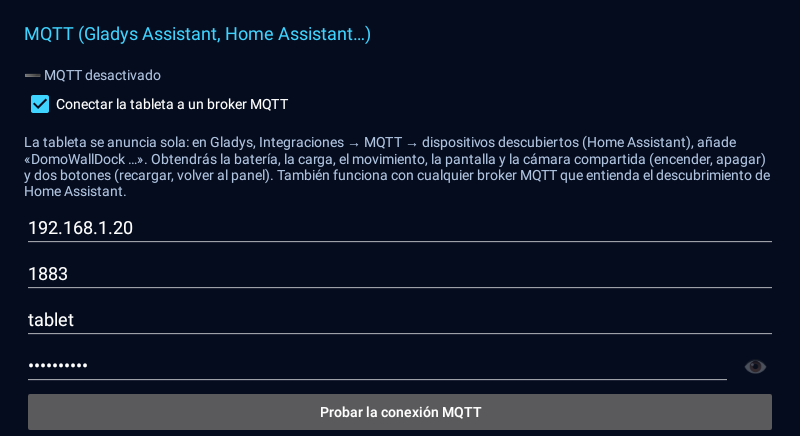 MQTT (Gladys Assistant, Home Assistant…)
MQTT desactivado
Conectar la tableta a un broker MQTT
La tableta se anuncia sola: en Gladys, Integraciones → MQTT → dispositivos descubiertos (Home Assistant), añade
«DomoWallDock …». Obtendrás la batería, la carga, el movimiento, la pantalla y la cámara compartida (encender, apagar)
y dos botones (recargar, volver al panel). También funciona con cualquier broker MQTT que entienda el descubrimiento de
Home Assistant.
192.168.1.20
1883
tablet
••••••••••
Probar la conexión MQTT